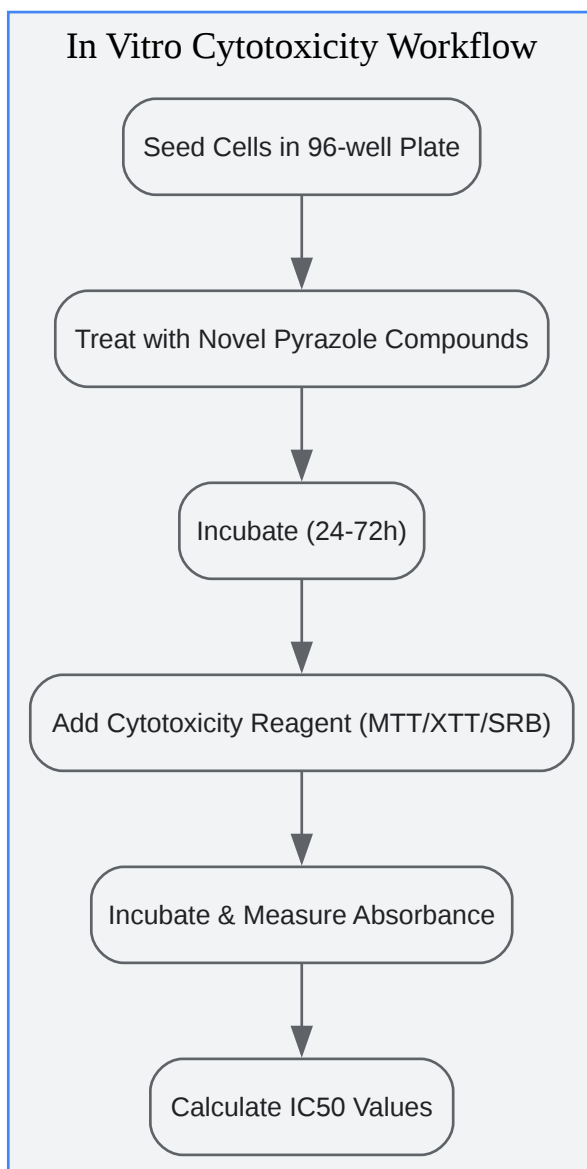 In Vitro Cytotoxicity Workflow
Seed Cells in 96-well Plate
Treat with Novel Pyrazole Compounds
Incubate (24-72h)
Add Cytotoxicity Reagent (MTT/XTT/SRB)
Incubate & Measure Absorbance
Calculate IC50 Values